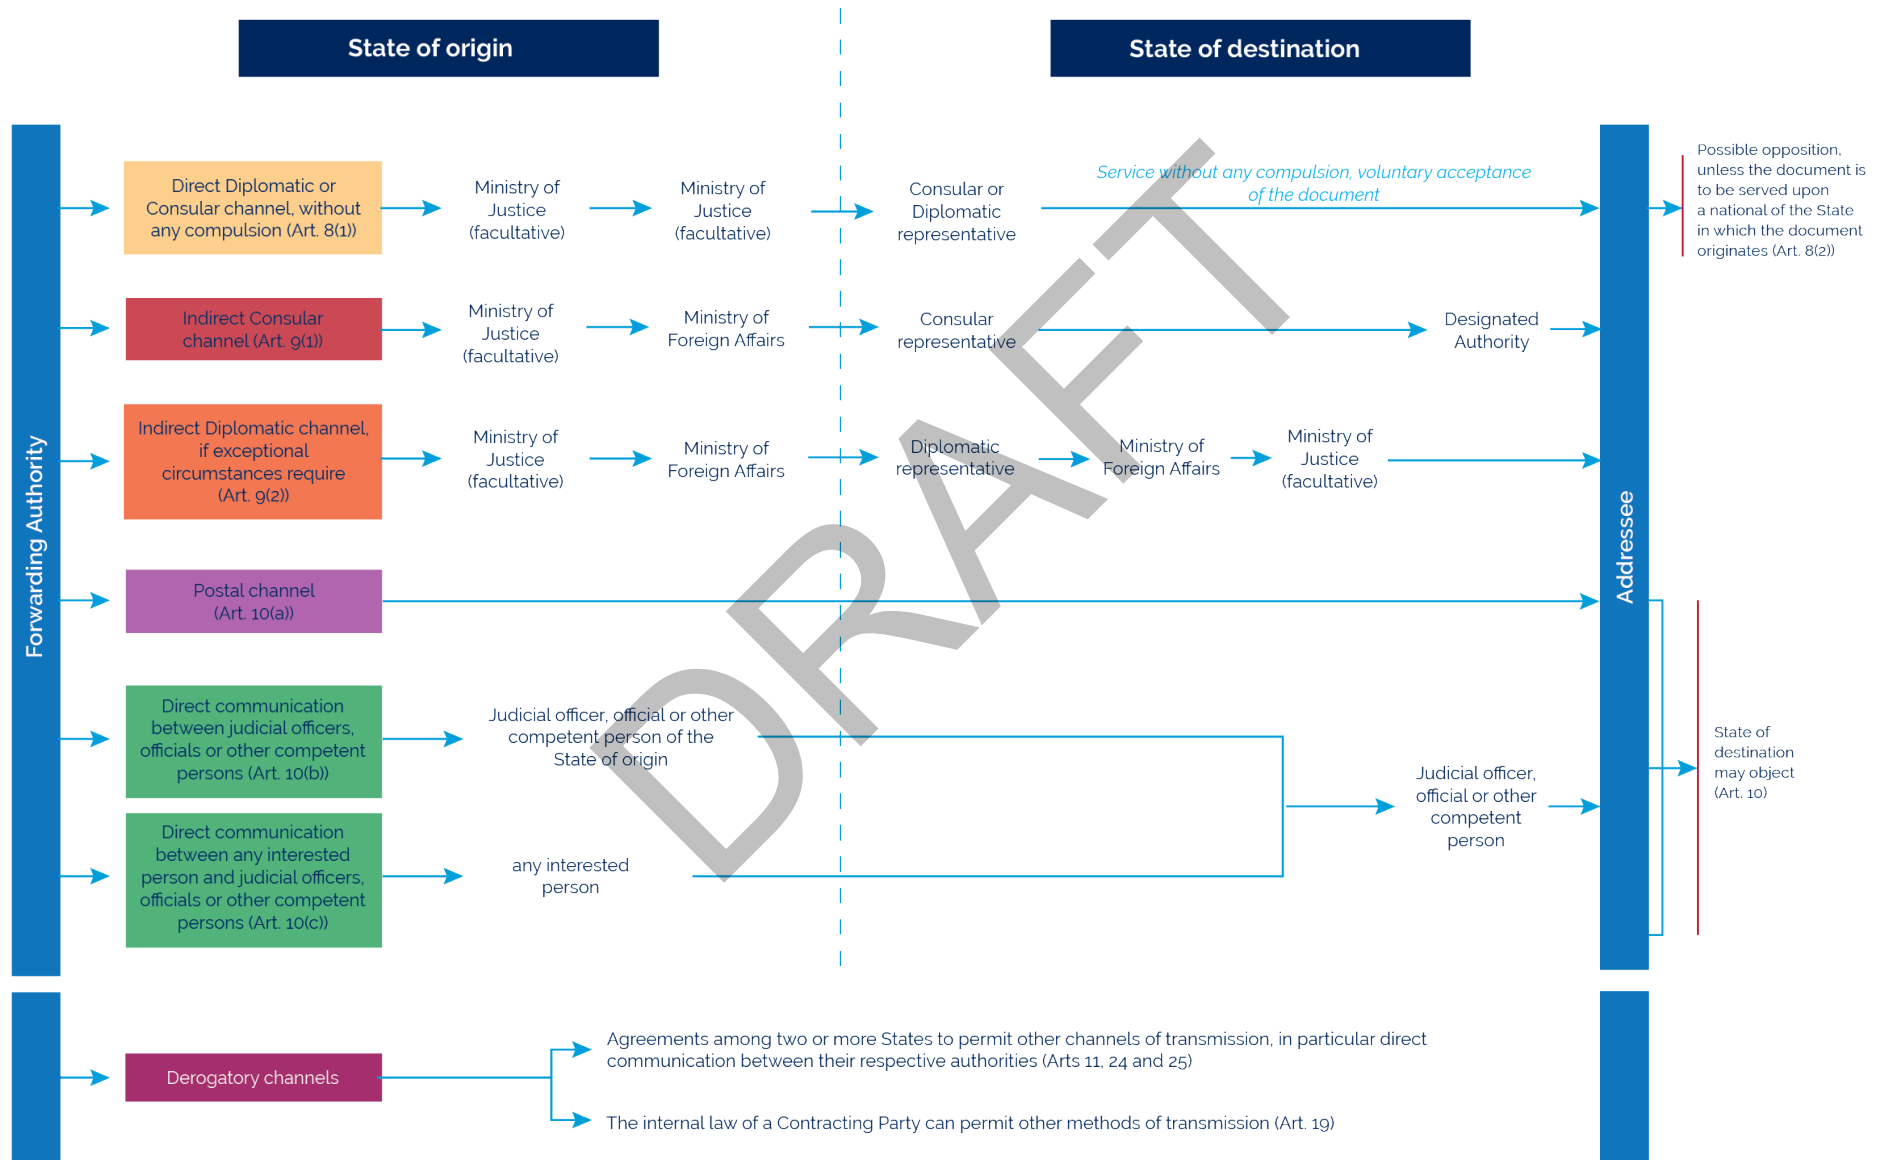 State of origin
State of destination
Forwarding Authority
Direct Diplomatic or
Consular channel, without
any compulsion (Art. 8(1))
Ministry of
Justice
(facultative)
Ministry of
Justice
(facultative)
Consular or
Diplomatic
representative
Service without any compulsion, voluntary acceptance
of the document
Possible opposition,
unless the document is
to be served upon
a national of the State
in which the document
originates (Art. 8(2))
Indirect Consular
channel (Art. 9(1))
Ministry of
Justice
(facultative)
Ministry of
Foreign Affairs
Consular
representative
Designated
Authority
Indirect Diplomatic channel,
if exceptional
circumstances require
(Art. 9(2))
Ministry of
Justice
(facultative)
Ministry of
Foreign Affairs
Diplomatic
representative
Ministry of
Foreign Affairs
Ministry of
Justice
(facultative)
Addressee
Postal channel
(Art. 10(a))
Direct communication
between judicial officers,
officials or other competent
persons (Art. 10(b))
Judicial officer, official or other
competent person of the
State of origin
Judicial officer,
official or other
competent
person
State of
destination
may object
(Art. 10)
Direct communication
between any interested
person and judicial officers,
officials or other competent
persons (Art. 10(c))
any interested
person
Derogatory channels
Agreements among two or more States to permit other channels of transmission, in particular direct
communication between their respective authorities (Arts 11, 24 and 25)
The internal law of a Contracting Party can permit other methods of transmission (Art. 19)
DRAFT